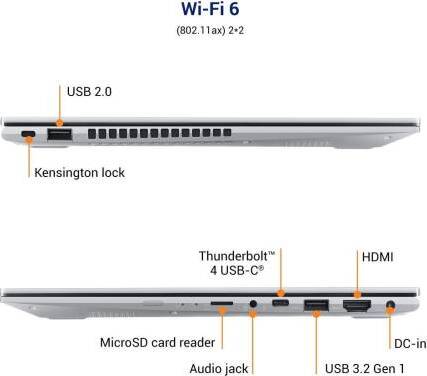 Wi-Fi 6
(802.11ax) 2*2
USB 2.0
Kensington lock
Thunderbolt™
4 USB-C®
HDMI
MicroSD card reader
DC-in
Audio jack
USB 3.2 Gen 1